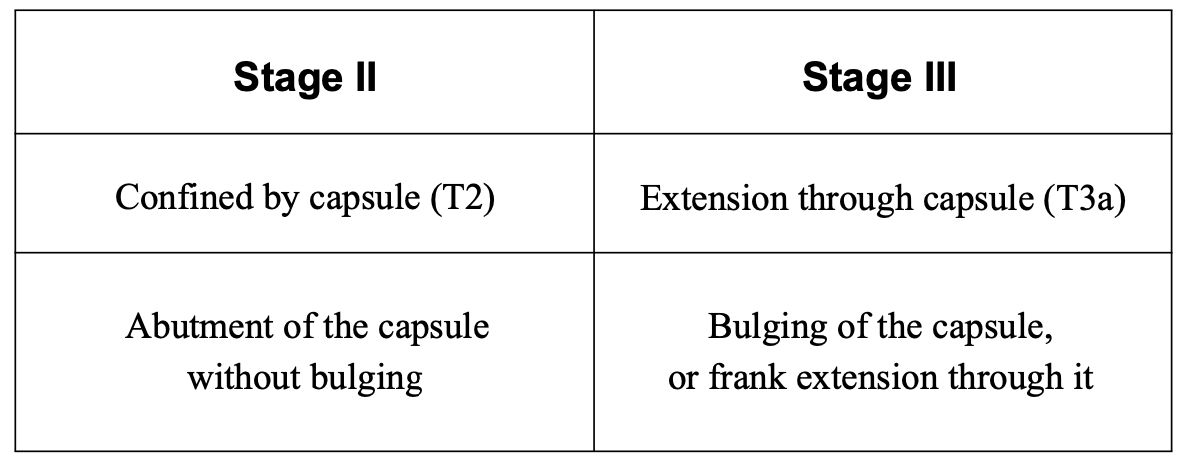 Stage II
Stage III
Confined by capsule (T2)
Extension through capsule (T3a)
Abutment of the capsule
without bulging
Bulging of the capsule,
or frank extension through it